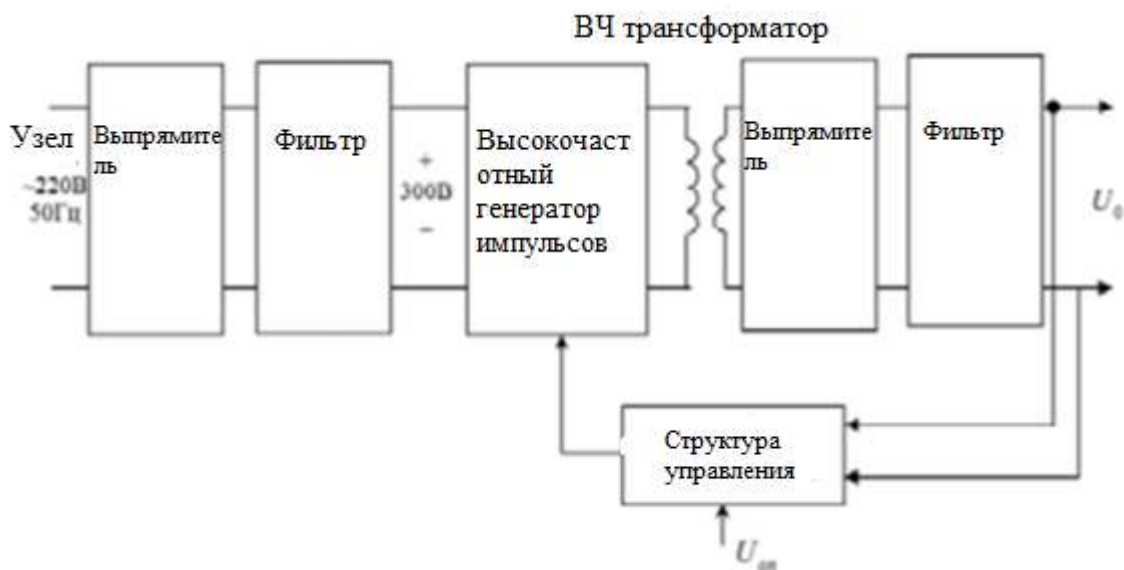 ВЧ трансформатор
Узел
~220В
50Гц
Выпрямите
ль
Фильтр
+
300В
−
Высокочаст
отный
генератор
импульсов
Выпрямите
ль
Фильтр
U₀
Структура
управления
Uоп